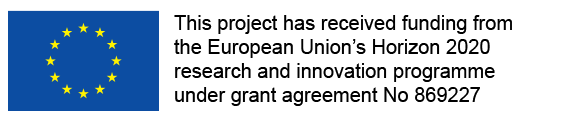 This project has received funding from
the European Union’s Horizon 2020
research and innovation programme
under grant agreement No 869227